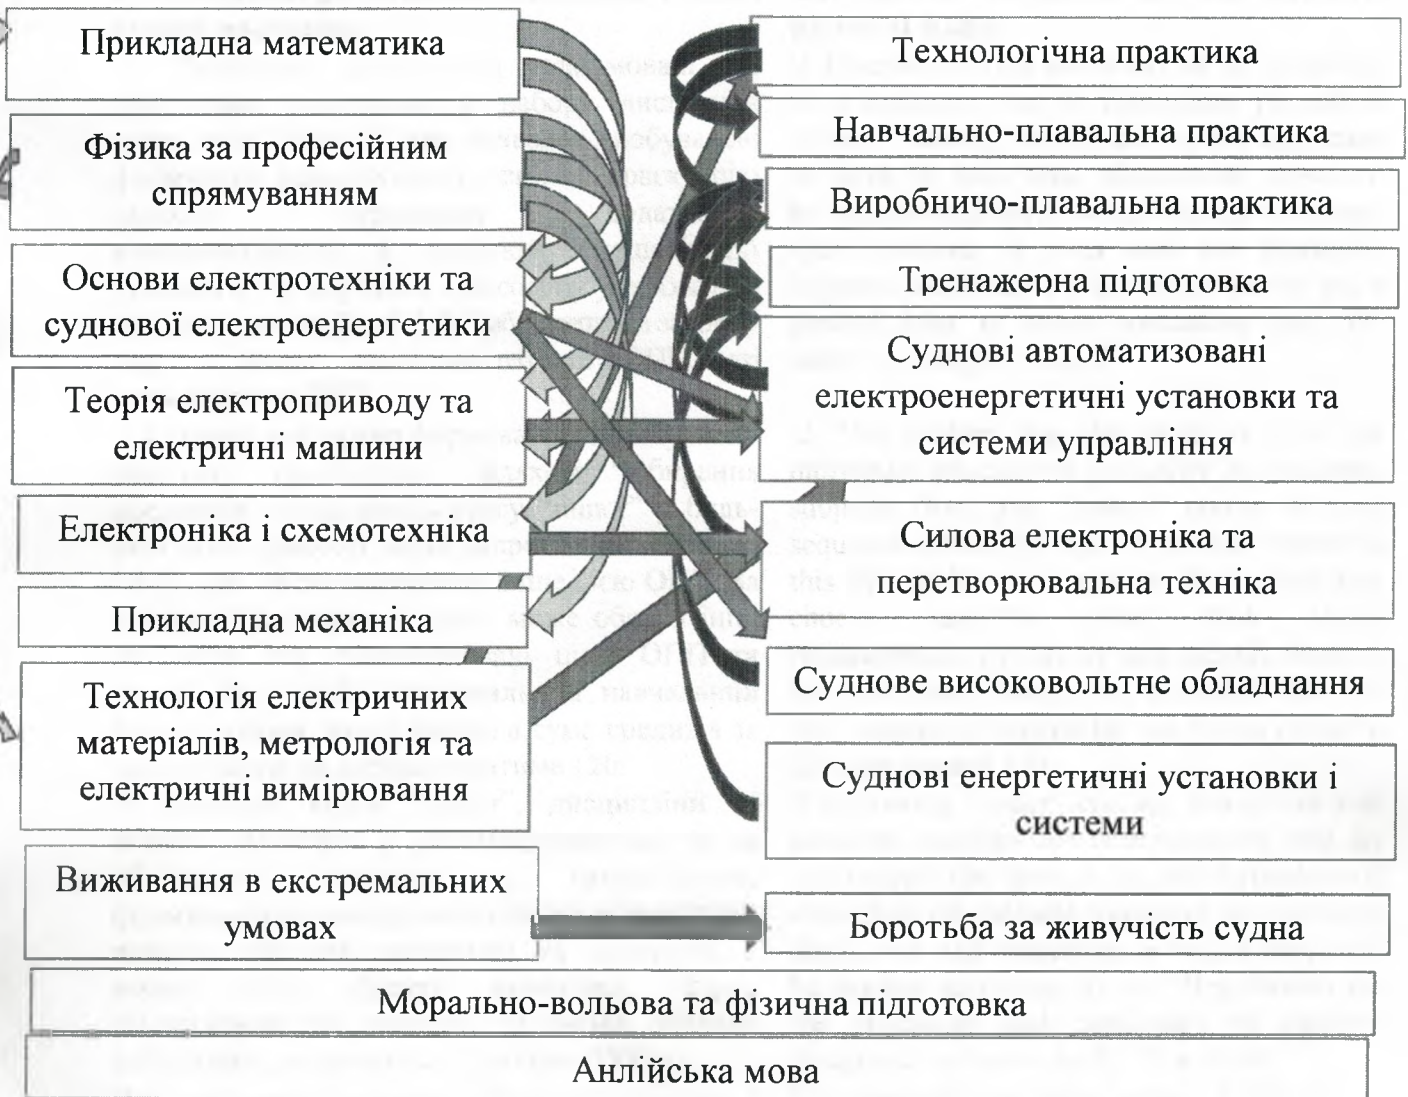 Прикладна математика
Фізика за професійним
спрямуванням
Основи електротехніки та
суднової електроенергетики
Теорія електроприводу та
електричні машини
Електроніка і схемотехніка
Прикладна механіка
Технологія електричних
матеріалів, метрологія та
електричні вимірювання
Виживання в екстремальних
умовах
Технологічна практика
Навчально-плавальна практика
Виробничо-плавальна практика
Тренажерна підготовка
Суднові автоматизовані
електроенергетичні установки та
системи управління
Силова електроніка та
перетворювальна техніка
Суднове високовольтне обладнання
Суднові енергетичні установки і
системи
Боротьба за живучість судна
Морально-вольова та фізична підготовка
Анлійська мова